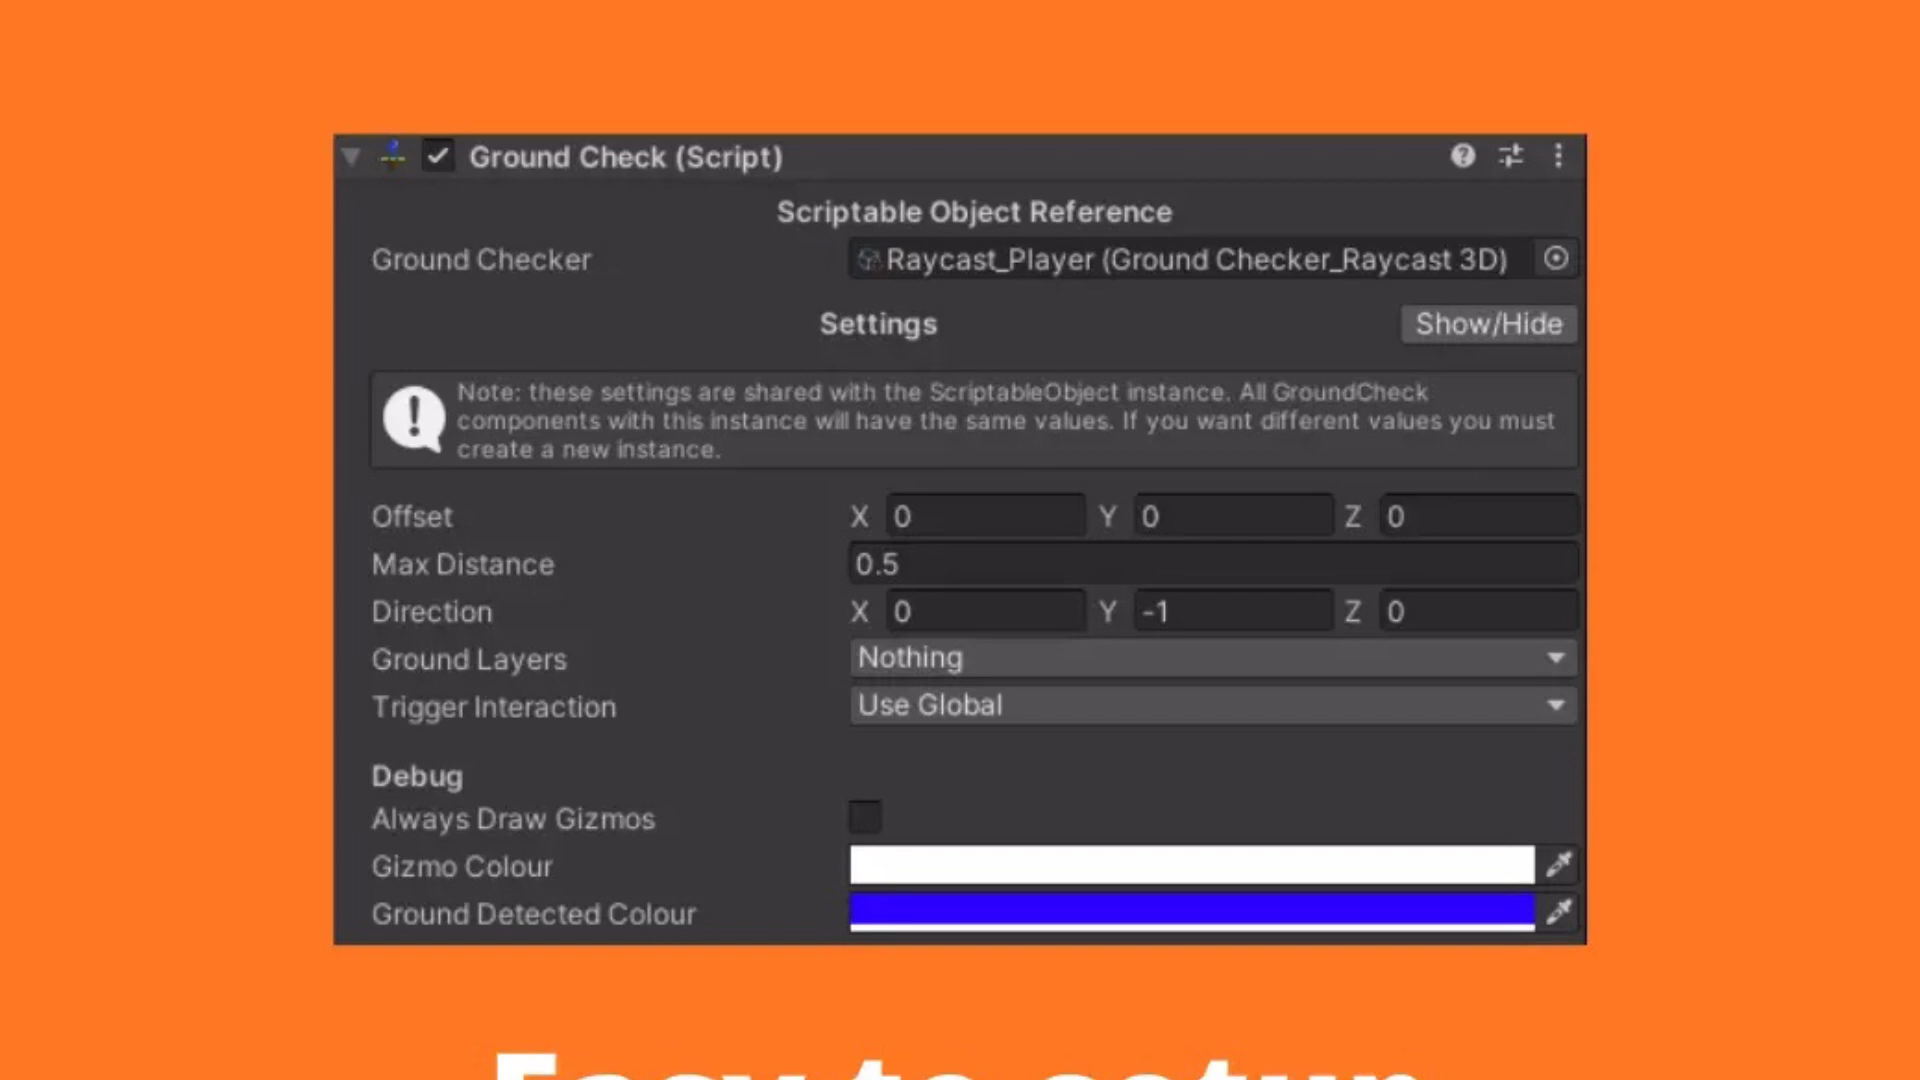 Ground Check (Script)
Scriptable Object Reference
Ground Checker Raycast_Player (Ground Checker_Raycast 3D)
Settings Show/Hide
Note: these settings are shared with the ScriptableObject instance. All GroundCheck
components with this instance will have the same values. If you want different values you must
create a new instance.
Offset X 0 Y 0 Z 0
Max Distance 0.5
Direction X 0 Y -1 Z 0
Ground Layers Nothing
Trigger Interaction Use Global
Debug
Always Draw Gizmos
Gizmo Colour
Ground Detected Colour
Easy to setup